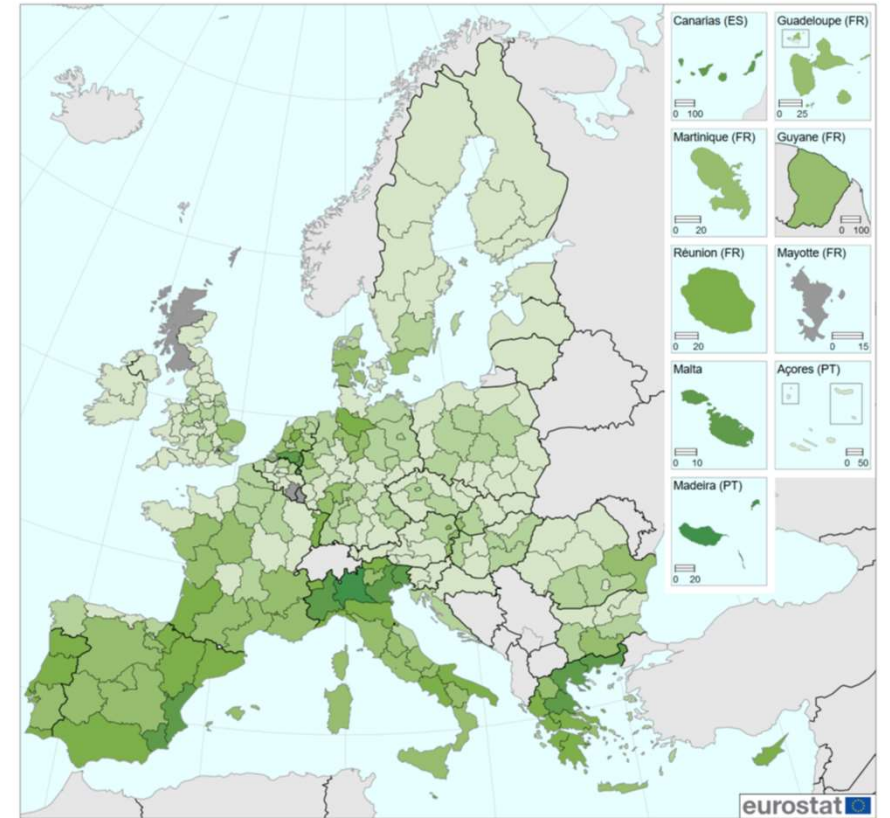 Canarias (ES)
0 100
Guadeloupe (FR)
0 25
Martinique (FR)
0 20
Guyane (FR)
0 100
Réunion (FR)
0 20
Mayotte (FR)
0 15
Malta
0 10
Açores (PT)
0 50
Madeira (PT)
0 20
eurostat